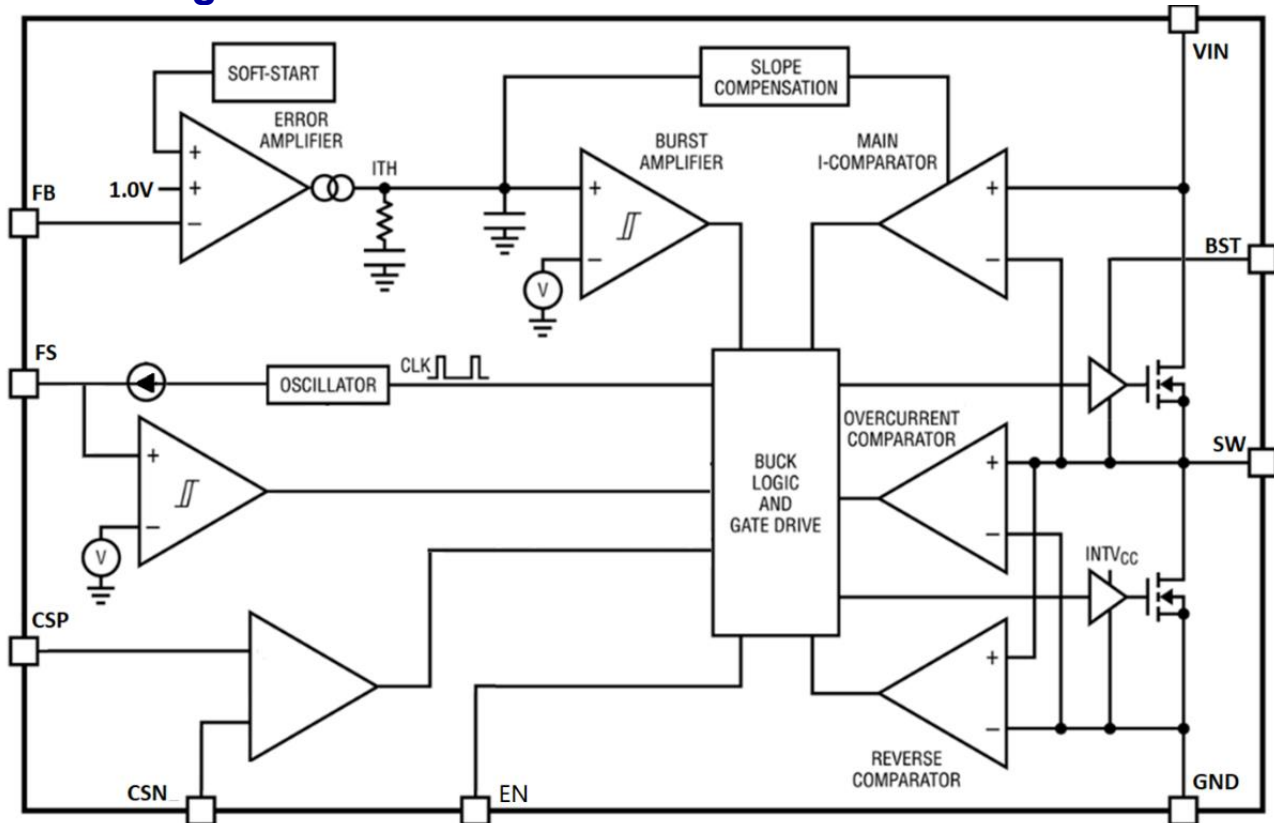 VIN
SOFT-START
SLOPE
COMPENSATION
ERROR
AMPLIFIER
BURST
AMPLIFIER
MAIN
I-COMPARATOR
ITH
+
+
−
1.0V
FB
+
−
V
+
−
BST
FS
OSCILLATOR
CLK
OVERCURRENT
COMPARATOR
+
−
SW
+
−
V
BUCK
LOGIC
AND
GATE DRIVE
INTVCC
CSP
+
−
REVERSE
COMPARATOR
CSN
EN
GND